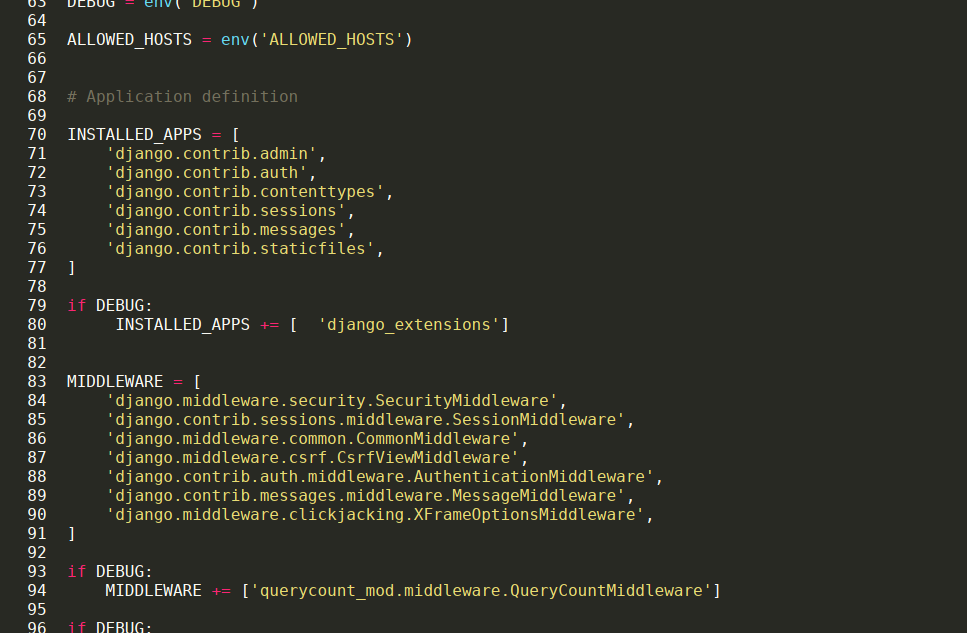 63 DEBUG = env('DEBUG')
64
65 ALLOWED_HOSTS = env('ALLOWED_HOSTS')
66
67
68 # Application definition
69
70 INSTALLED_APPS = [
71     'django.contrib.admin',
72     'django.contrib.auth',
73     'django.contrib.contenttypes',
74     'django.contrib.sessions',
75     'django.contrib.messages',
76     'django.contrib.staticfiles',
77 ]
78
79 if DEBUG:
80      INSTALLED_APPS += [  'django_extensions']
81
82
83 MIDDLEWARE = [
84     'django.middleware.security.SecurityMiddleware',
85     'django.contrib.sessions.middleware.SessionMiddleware',
86     'django.middleware.common.CommonMiddleware',
87     'django.middleware.csrf.CsrfViewMiddleware',
88     'django.contrib.auth.middleware.AuthenticationMiddleware',
89     'django.contrib.messages.middleware.MessageMiddleware',
90     'django.middleware.clickjacking.XFrameOptionsMiddleware',
91 ]
92
93 if DEBUG:
94     MIDDLEWARE += ['querycount_mod.middleware.QueryCountMiddleware']
95
96 if DEBUG: